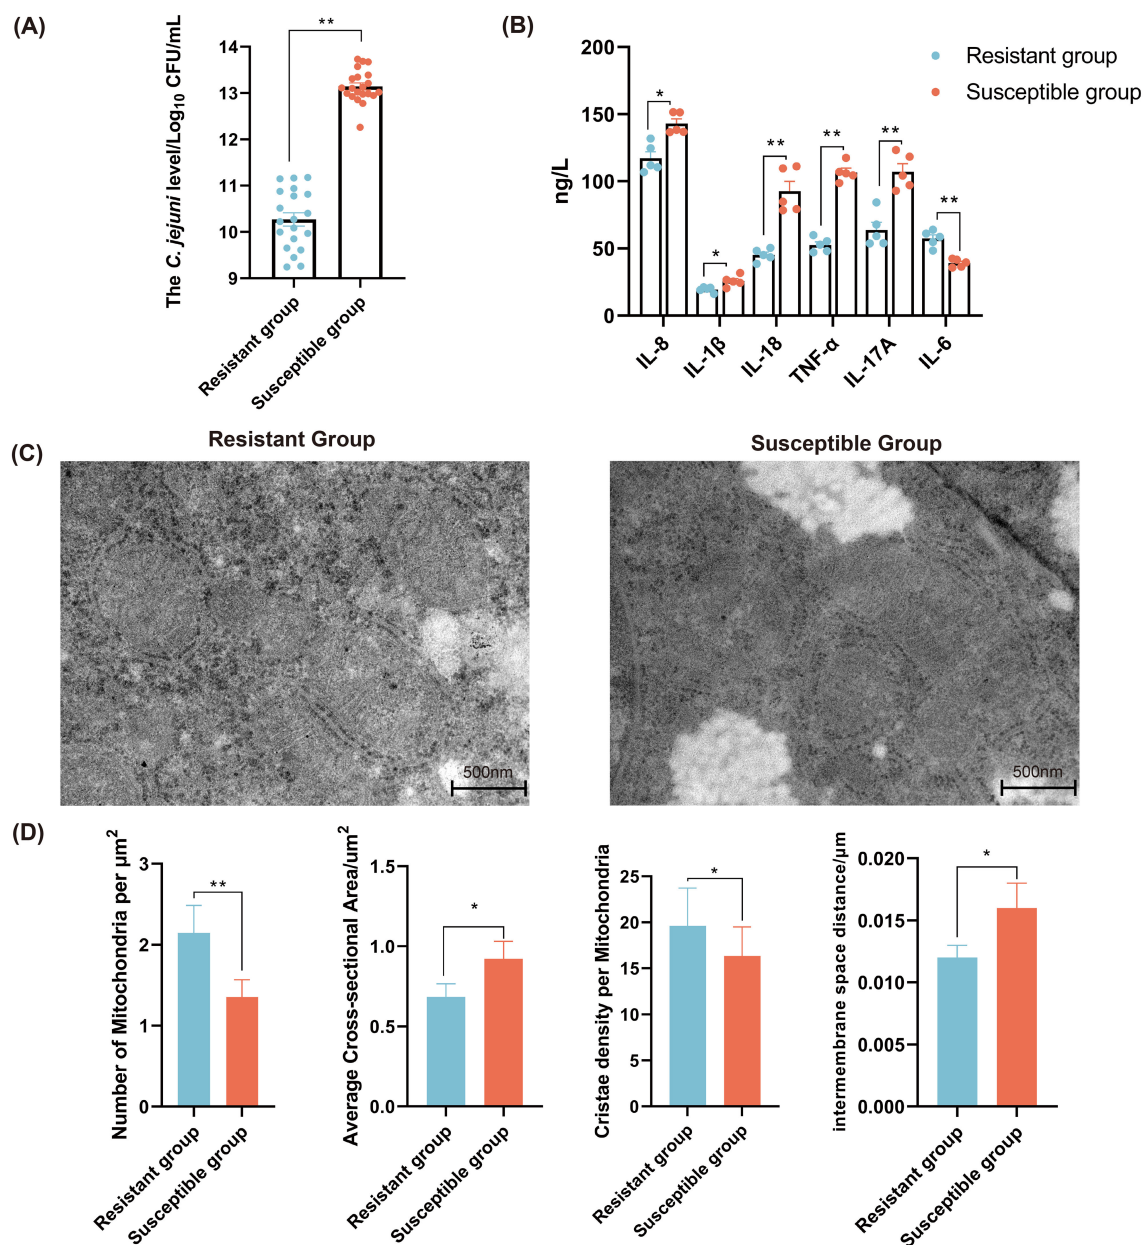 (A)
The C. jejuni level/Log10 CFU/mL
14
13
12
11
10
9
**
Resistant group
Susceptible group
(B)
ng/L
200
150
100
50
0
*
*
**
**
**
**
IL-8
IL-1β
IL-18
TNF-α
IL-17A
IL-6
Resistant group
Susceptible group
(C)
Resistant Group
Susceptible Group
500nm
500nm
(D)
Number of Mitochondria per μm2
3
2
1
0
**
Resistant group
Susceptible group
Average Cross-sectional Area/um2
1.5
1.0
0.5
0.0
*
Resistant group
Susceptible group
Cristae density per Mitochondria
25
20
15
10
5
0
*
Resistant group
Susceptible group
intermembrane space distance/μm
0.020
0.015
0.010
0.005
0.000
*
Resistant group
Susceptible group